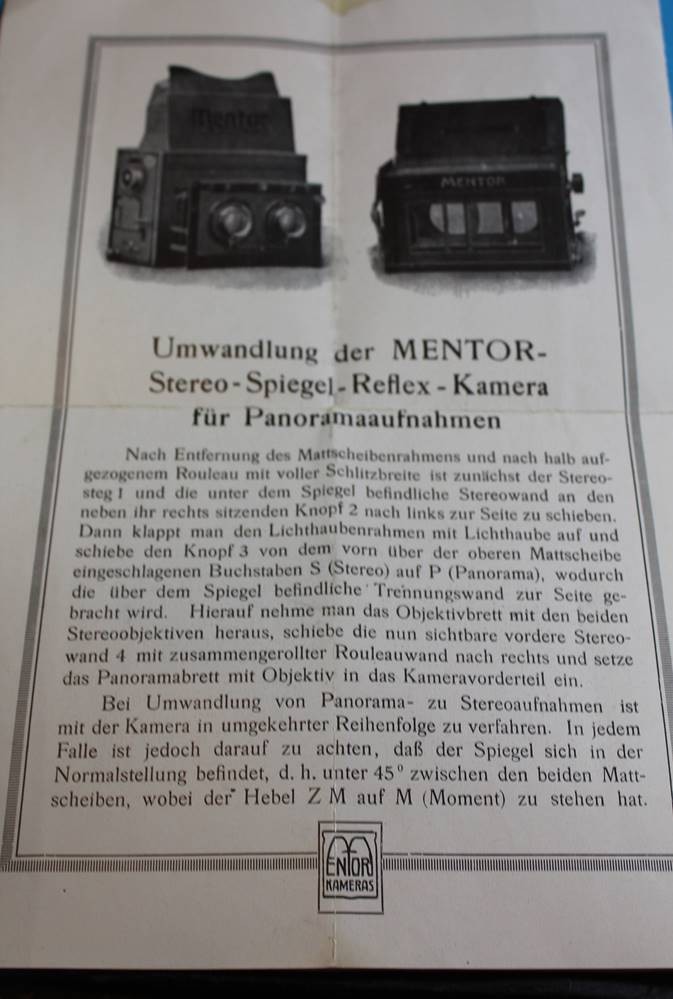 Mentor
MENTOR
Umwandlung der MENTOR-
Stereo-Spiegel-Reflex-Kamera
für Panoramaaufnahmen
Nach Entfernung des Mattscheibenrahmens und nach halb auf-
gezogenem Rouleau mit voller Schlitzbreite ist zunächst der Stereo-
steg 1 und die unter dem Spiegel befindliche Stereowand an den
neben ihr rechts sitzenden Knopf 2 nach links zur Seite zu schieben.
Dann klappt man den Lichthaubenrahmen mit Lichthaube auf und
schiebe den Knopf 3 von dem vorn über der oberen Mattscheibe
eingeschlagenen Buchstaben S (Stereo) auf P (Panorama), wodurch
die über dem Spiegel befindliche Trennungswand zur Seite ge-
bracht wird. Hierauf nehme man das Objektivbrett mit den beiden
Stereoobjektiven heraus, schiebe die nun sichtbare vordere Stereo-
wand 4 mit zusammengerollter Rouleauwand nach rechts und setze
das Panoramabrett mit Objektiv in das Kameravorderteil ein.
Bei Umwandlung von Panorama- zu Stereoaufnahmen ist
mit der Kamera in umgekehrter Reihenfolge zu verfahren. In jedem
Falle ist jedoch darauf zu achten, daß der Spiegel sich in der
Normalstellung befindet, d. h. unter 45° zwischen den beiden Matt-
scheiben, wobei der Hebel Z M auf M (Moment) zu stehen hat.
MENTOR
KAMERAS